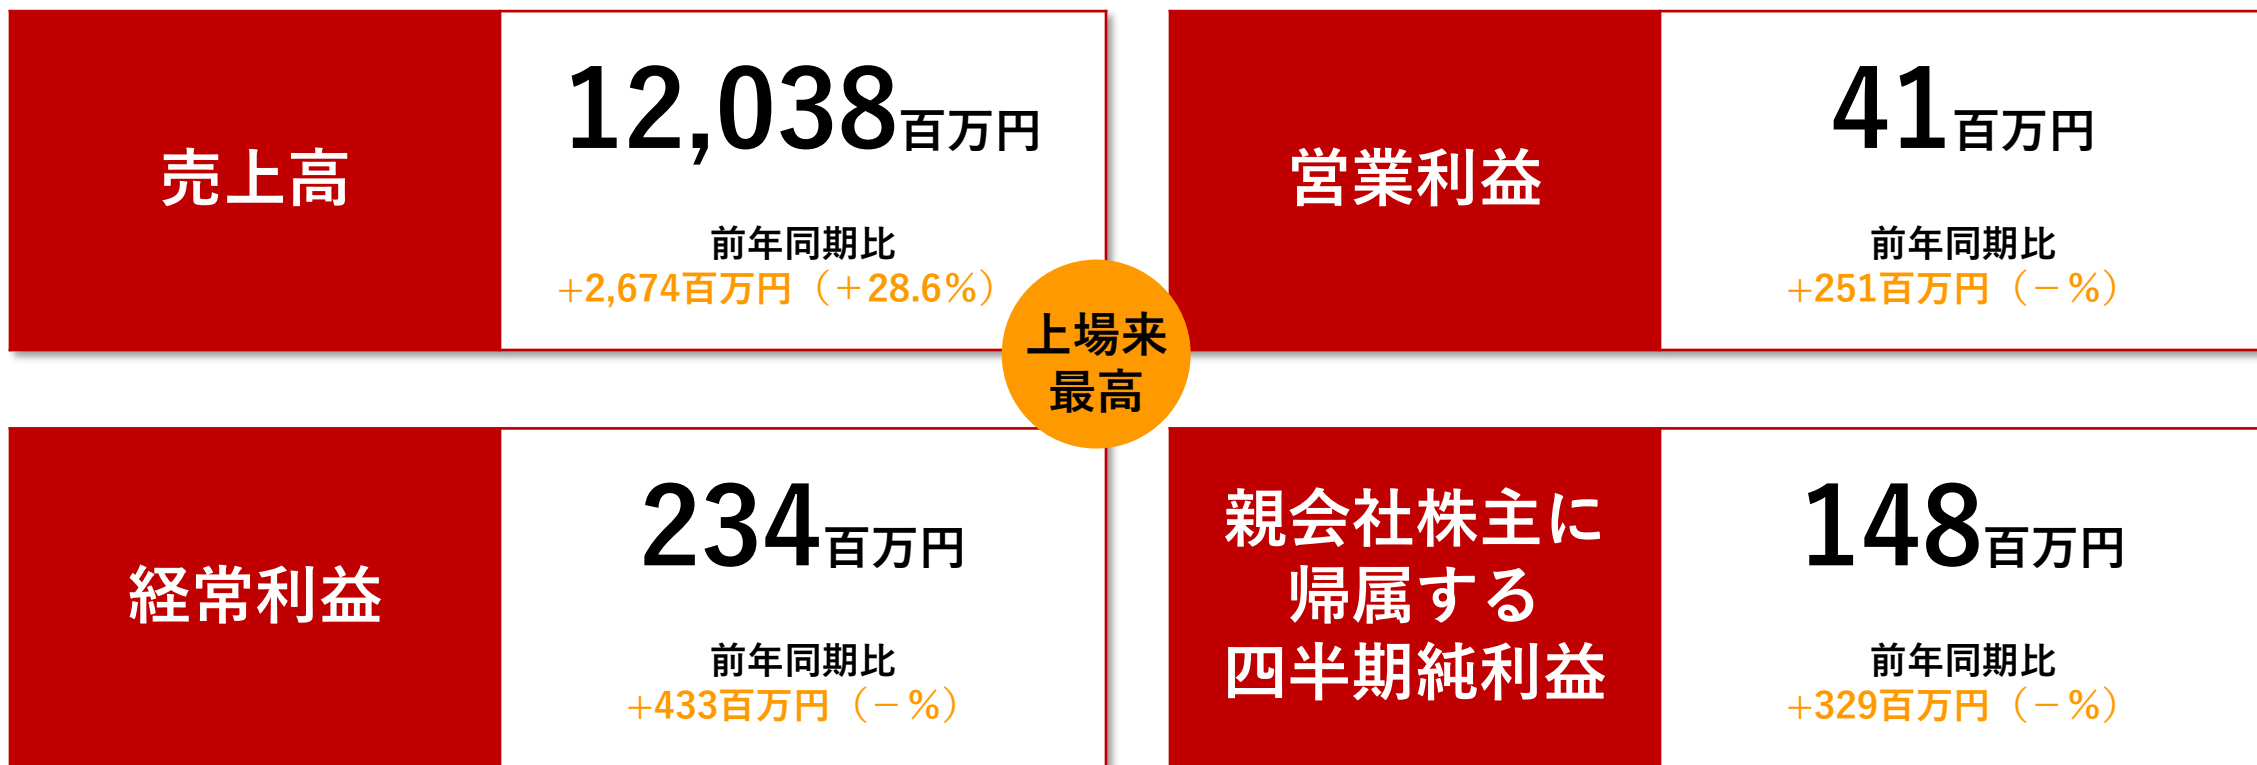 売上高
12,038百万円
前年同期比
+2,674百万円（＋28.6％）
営業利益
41百万円
前年同期比
+251百万円（－％）
上場来
最高
経常利益
234百万円
前年同期比
+433百万円（－％）
親会社株主に
帰属する
四半期純利益
148百万円
前年同期比
+329百万円（－％）